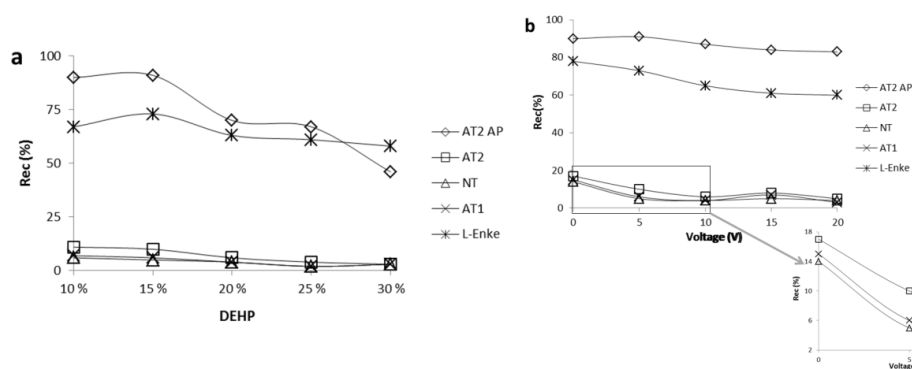 a
100
75
50
25
0
Rec (%)
10 %
15 %
20 %
25 %
30 %
DEHP
AT2 AP
AT2
NT
AT1
L-Enke
b
100
80
60
40
20
0
Rec(%)
0
5
10
15
20
Voltage (V)
AT2 AP
AT2
NT
AT1
L-Enke
18
14
10
6
2
Rec (%)
0
5
Voltage